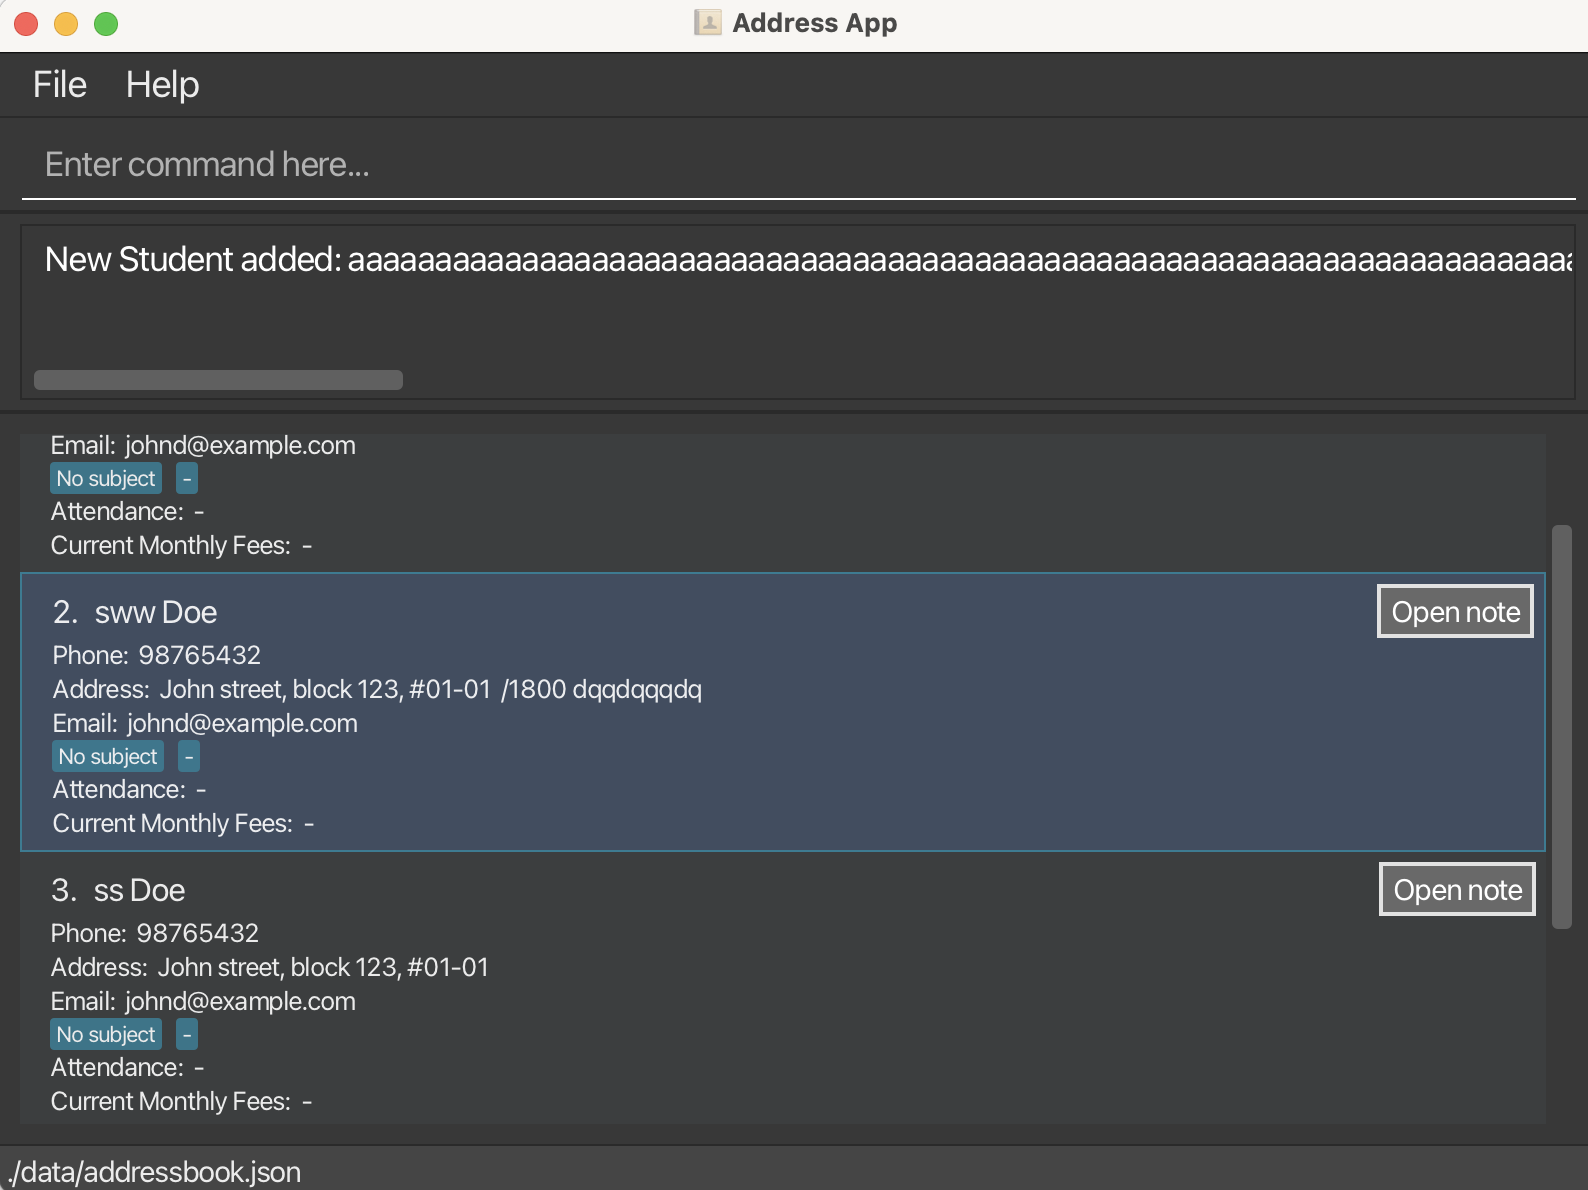 Address App
File Help
Enter command here...
New Student added: aaaaaaaaaaaaaaaaaaaaaaaaaaaaaaaaaaaaaaaaaaaaaaaaaaaaaaaaaaaaaaaaaaaaaa
Email: johnd@example.com
No subject -
Attendance: -
Current Monthly Fees: -
2. sww Doe Open note
Phone: 98765432
Address: John street, block 123, #01-01 /1800 dqqdqqqdq
Email: johnd@example.com
No subject -
Attendance: -
Current Monthly Fees: -
3. ss Doe Open note
Phone: 98765432
Address: John street, block 123, #01-01
Email: johnd@example.com
No subject -
Attendance: -
Current Monthly Fees: -
./data/addressbook.json